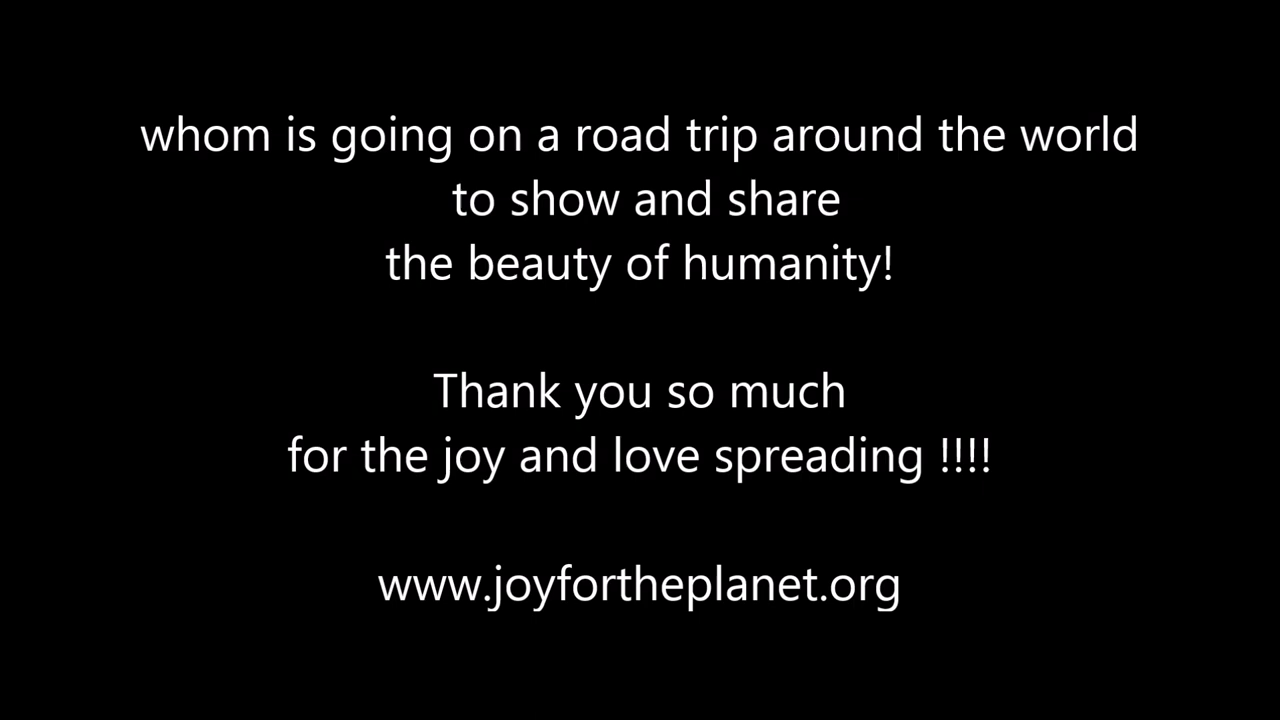 whom is going on a road trip around the world
to show and share
the beauty of humanity!
Thank you so much
for the joy and love spreading !!!!
www.joyfortheplanet.org